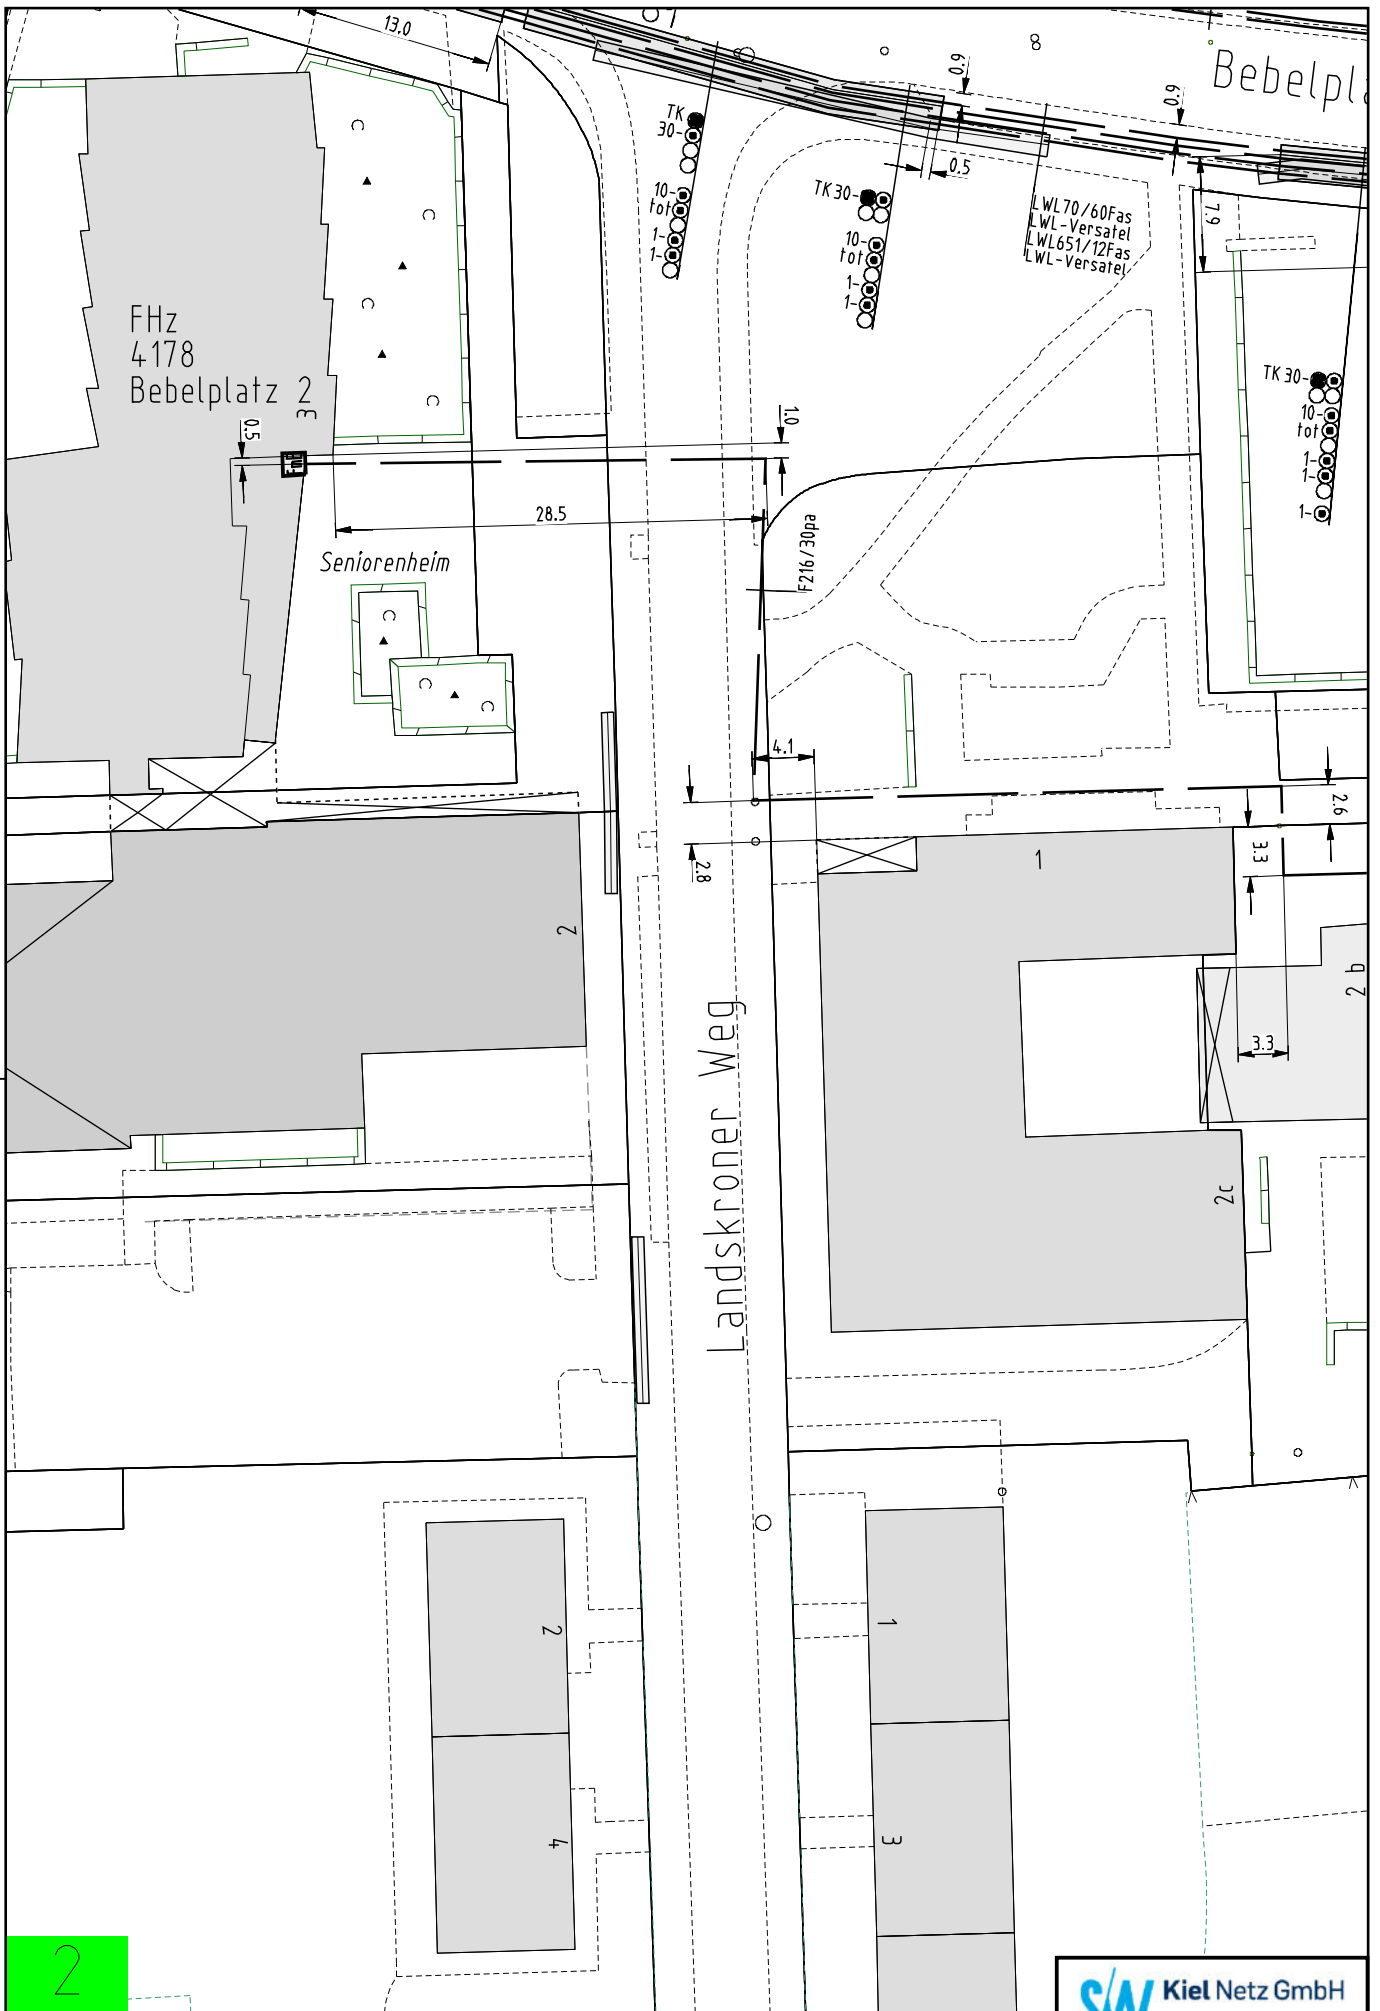 13.0
0.9
0.9
Bebelpl
TK
30-
10-
tot
1-
1-
TK 30-
10-
tot
1-
1-
0.5
LWL70/60Fas
LWL-Versatel
LWL651/12Fas
LWL-Versatel
7.9
FHz
4178
Bebelplatz 2
3
0.5
1.0
TK 30-
10-
tot
1-
1-
1-
28.5
F216/30pa
Seniorenheim
4.1
2.8
2.6
3.3
1
2
2 b
3.3
Landskroner Weg
2c
2
1
4
3
2
SW Kiel Netz GmbH